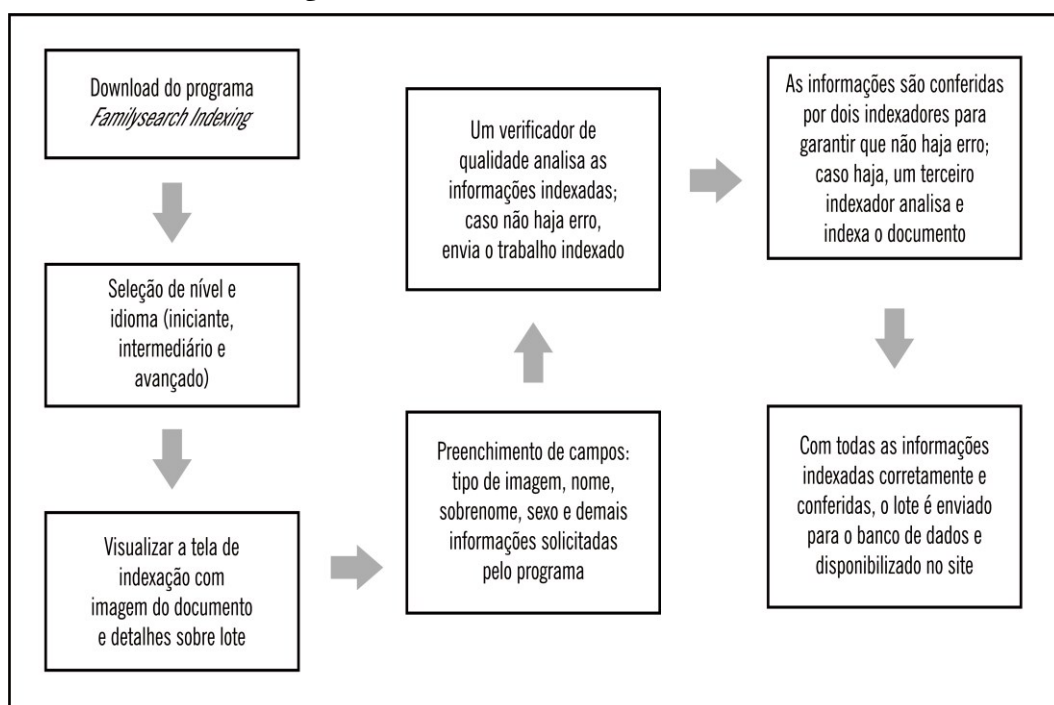 Download do programa
Familysearch Indexing
Seleção de nível e
idioma (iniciante,
intermediário e
avançado)
Visualizar a tela de
indexação com
imagem do documento
e detalhes sobre lote
Preenchimento de campos:
tipo de imagem, nome,
sobrenome, sexo e demais
informações solicitadas
pelo programa
Um verificador de
qualidade analisa as
informações indexadas;
caso não haja erro,
envia o trabalho indexado
As informações são conferidas
por dois indexadores para
garantir que não haja erro;
caso haja, um terceiro
indexador analisa e
indexa o documento
Com todas as informações
indexadas corretamente e
conferidas, o lote é enviado
para o banco de dados e
disponibilizado no site